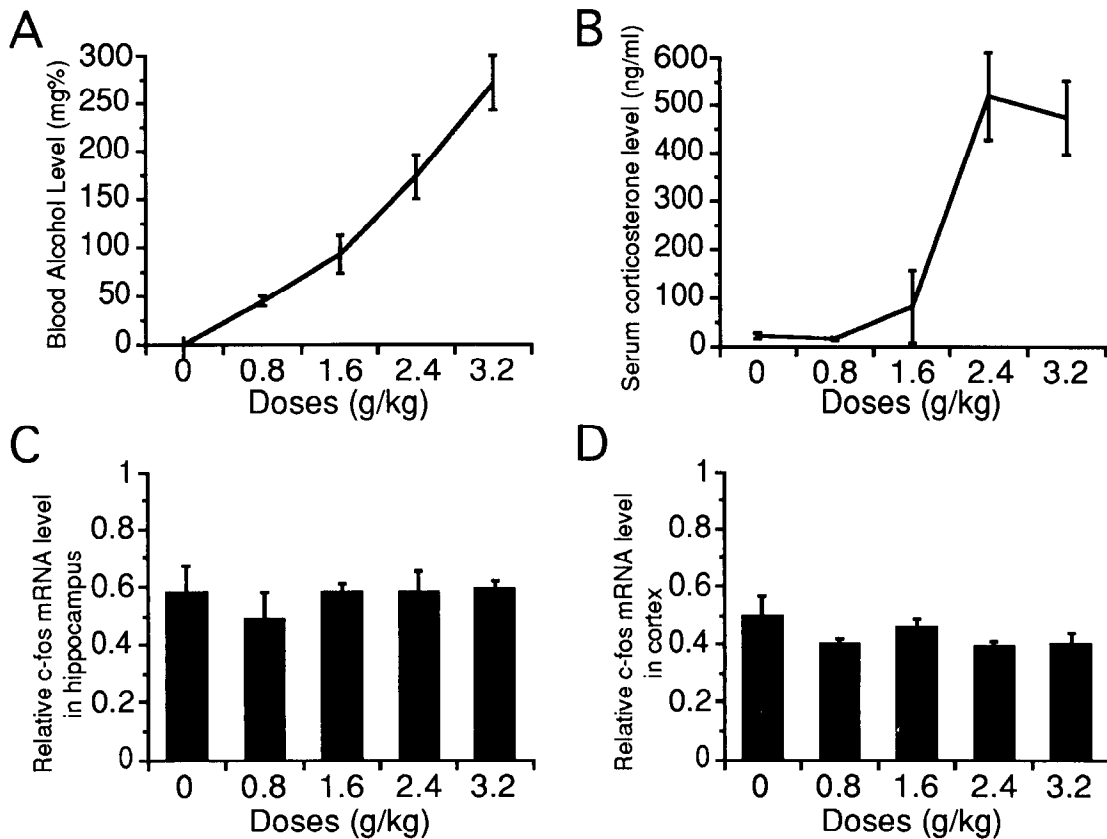 A
Blood Alcohol Level (mg%)
300
250
200
150
100
50
0
0 0.8 1.6 2.4 3.2
Doses (g/kg)
B
Serum corticosterone level (ng/ml)
600
500
400
300
200
100
0
0 0.8 1.6 2.4 3.2
Doses (g/kg)
C
Relative c-fos mRNA level
in hippocampus
1
0.8
0.6
0.4
0.2
0
0 0.8 1.6 2.4 3.2
Doses (g/kg)
D
Relative c-fos mRNA level
in cortex
1
0.8
0.6
0.4
0.2
0
0 0.8 1.6 2.4 3.2
Doses (g/kg)